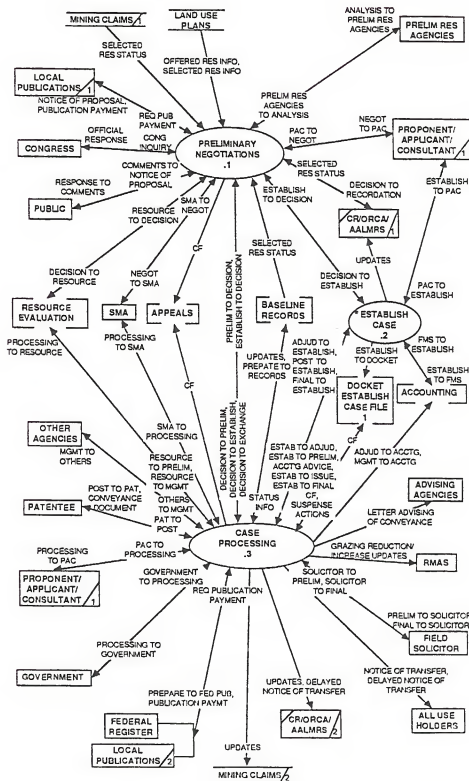 MINING CLAIMS /1
LAND USE
PLANS
ANALYSIS TO PRELIM RES
AGENCIES
PRELIM RES
AGENCIES
SELECTED
RES STATUS
OFFERED RES INFO,
SELECTED RES INFO
LOCAL
PUBLICATIONS 1
NOTICE OF PROPOSAL,
PUBLICATION PAYMENT
REQ PUB
PAYMENT
CONG
INQUIRY
PRELIM RES
AGENCIES
TO ANALYSIS
OFFICIAL
RESPONSE
CONGRESS
PRELIMINARY
NEGOTIATIONS
.1
PAC TO
NEGOT
NEGOT
TO PAC
PROPONENT/
APPLICANT/
CONSULTANT 1
COMMENTS TO
NOTICE OF
PROPOSAL
SELECTED
RES STATUS
RESPONSE TO
COMMENTS
PUBLIC
RESOURCE
TO DECISION
SMA TO
NEGOT
ESTABLISH
TO DECISION
DECISION TO
RECORDATION
ESTABLISH
TO PAC
CR/ORCA/
AALMRS 1
CF
SELECTED
RES STATUS
UPDATES
DECISION TO
RESOURCE
NEGOT
TO SMA
DECISION TO
ESTABLISH
PAC TO
ESTABLISH
RESOURCE
EVALUATION
SMA
APPEALS
BASELINE
RECORDS
ESTABLISH
CASE
.2
PROCESSING
TO RESOURCE
PROCESSING
TO SMA
PRELIM TO DECISION,
ESTABLISH TO DECISION
UPDATES,
PREPATE TO
RECORDS
ADJUD TO
ESTABLISH,
POST TO
ESTABLISH,
FINAL TO
ESTABLISH
ESTABLISH
TO DOCKET
FMS TO
ESTABLISH
CF
DOCKET
ESTABLISH
CASE FILE
1
ESTAB
TO FMS
ACCOUNTING
DECISION TO PRELIM,
DECISION TO ESTABLISH,
DECISION TO EXCHANGE
SMA TO
PROCESSING
OTHER
AGENCIES
MGMT TO
OTHERS
RESOURCE
TO PRELIM,
RESOURCE
TO MGMT
OTHERS
TO MGMT
ESTAB TO ADJUD,
ESTAB TO PRELIM,
ACCTG ADVICE,
ESTAB TO ISSUE,
ESTAB TO FINAL
CF,
SUSPENSE
ACTIONS
CF
ADJUD TO ACCTG,
MGMT TO ACCTG
ADVISING
AGENCIES
POST TO PAT,
CONVEYANCE
DOCUMENT
PATENTEE
PAT TO
POST
STATUS
INFO
LETTER ADVISING
OF CONVEYANCE
PROCESSING
TO PAC
PAC TO
PROCESSING
CASE
PROCESSING
.3
GRAZING REDUCTION/
INCREASE UPDATES
RMAS
PROPONENT/
APPLICANT/
CONSULTANT 1
GOVERNMENT
TO PROCESSING
REQ PUBLICATION
PAYMENT
SOLICITOR TO
PRELIM, SOLICITOR
TO FINAL
PRELIM TO SOLICITOR
FINAL TO SOLICITOR
FIELD
SOLICITOR
PROCESSING TO
GOVERNMENT
GOVERNMENT
NOTICE OF TRANSFER,
DELAYED NOTICE OF
TRANSFER
PREPARE TO FED PUB,
PUBLICATION PAYMT
UPDATES, DELAYED
NOTICE OF TRANSFER
FEDERAL
REGISTER
CR/ORCA/
AALMRS 2
ALL USE
HOLDERS
LOCAL
PUBLICATIONS 2
UPDATES
MINING CLAIMS 2